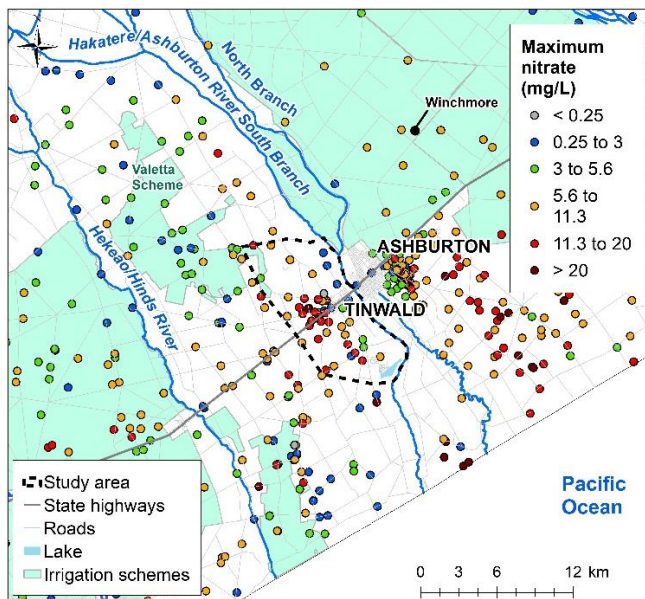 Hakatere/Ashburton River South Branch
North Branch
Winchmore
Valetta
Scheme
Hekeao/Hinds River
ASHBURTON
TINWALD
Maximum
nitrate
(mg/L)
< 0.25
0.25 to 3
3 to 5.6
5.6 to
11.3
11.3 to 20
> 20
Study area
State highways
Roads
Lake
Irrigation schemes
Pacific
Ocean
0 3 6 12 km